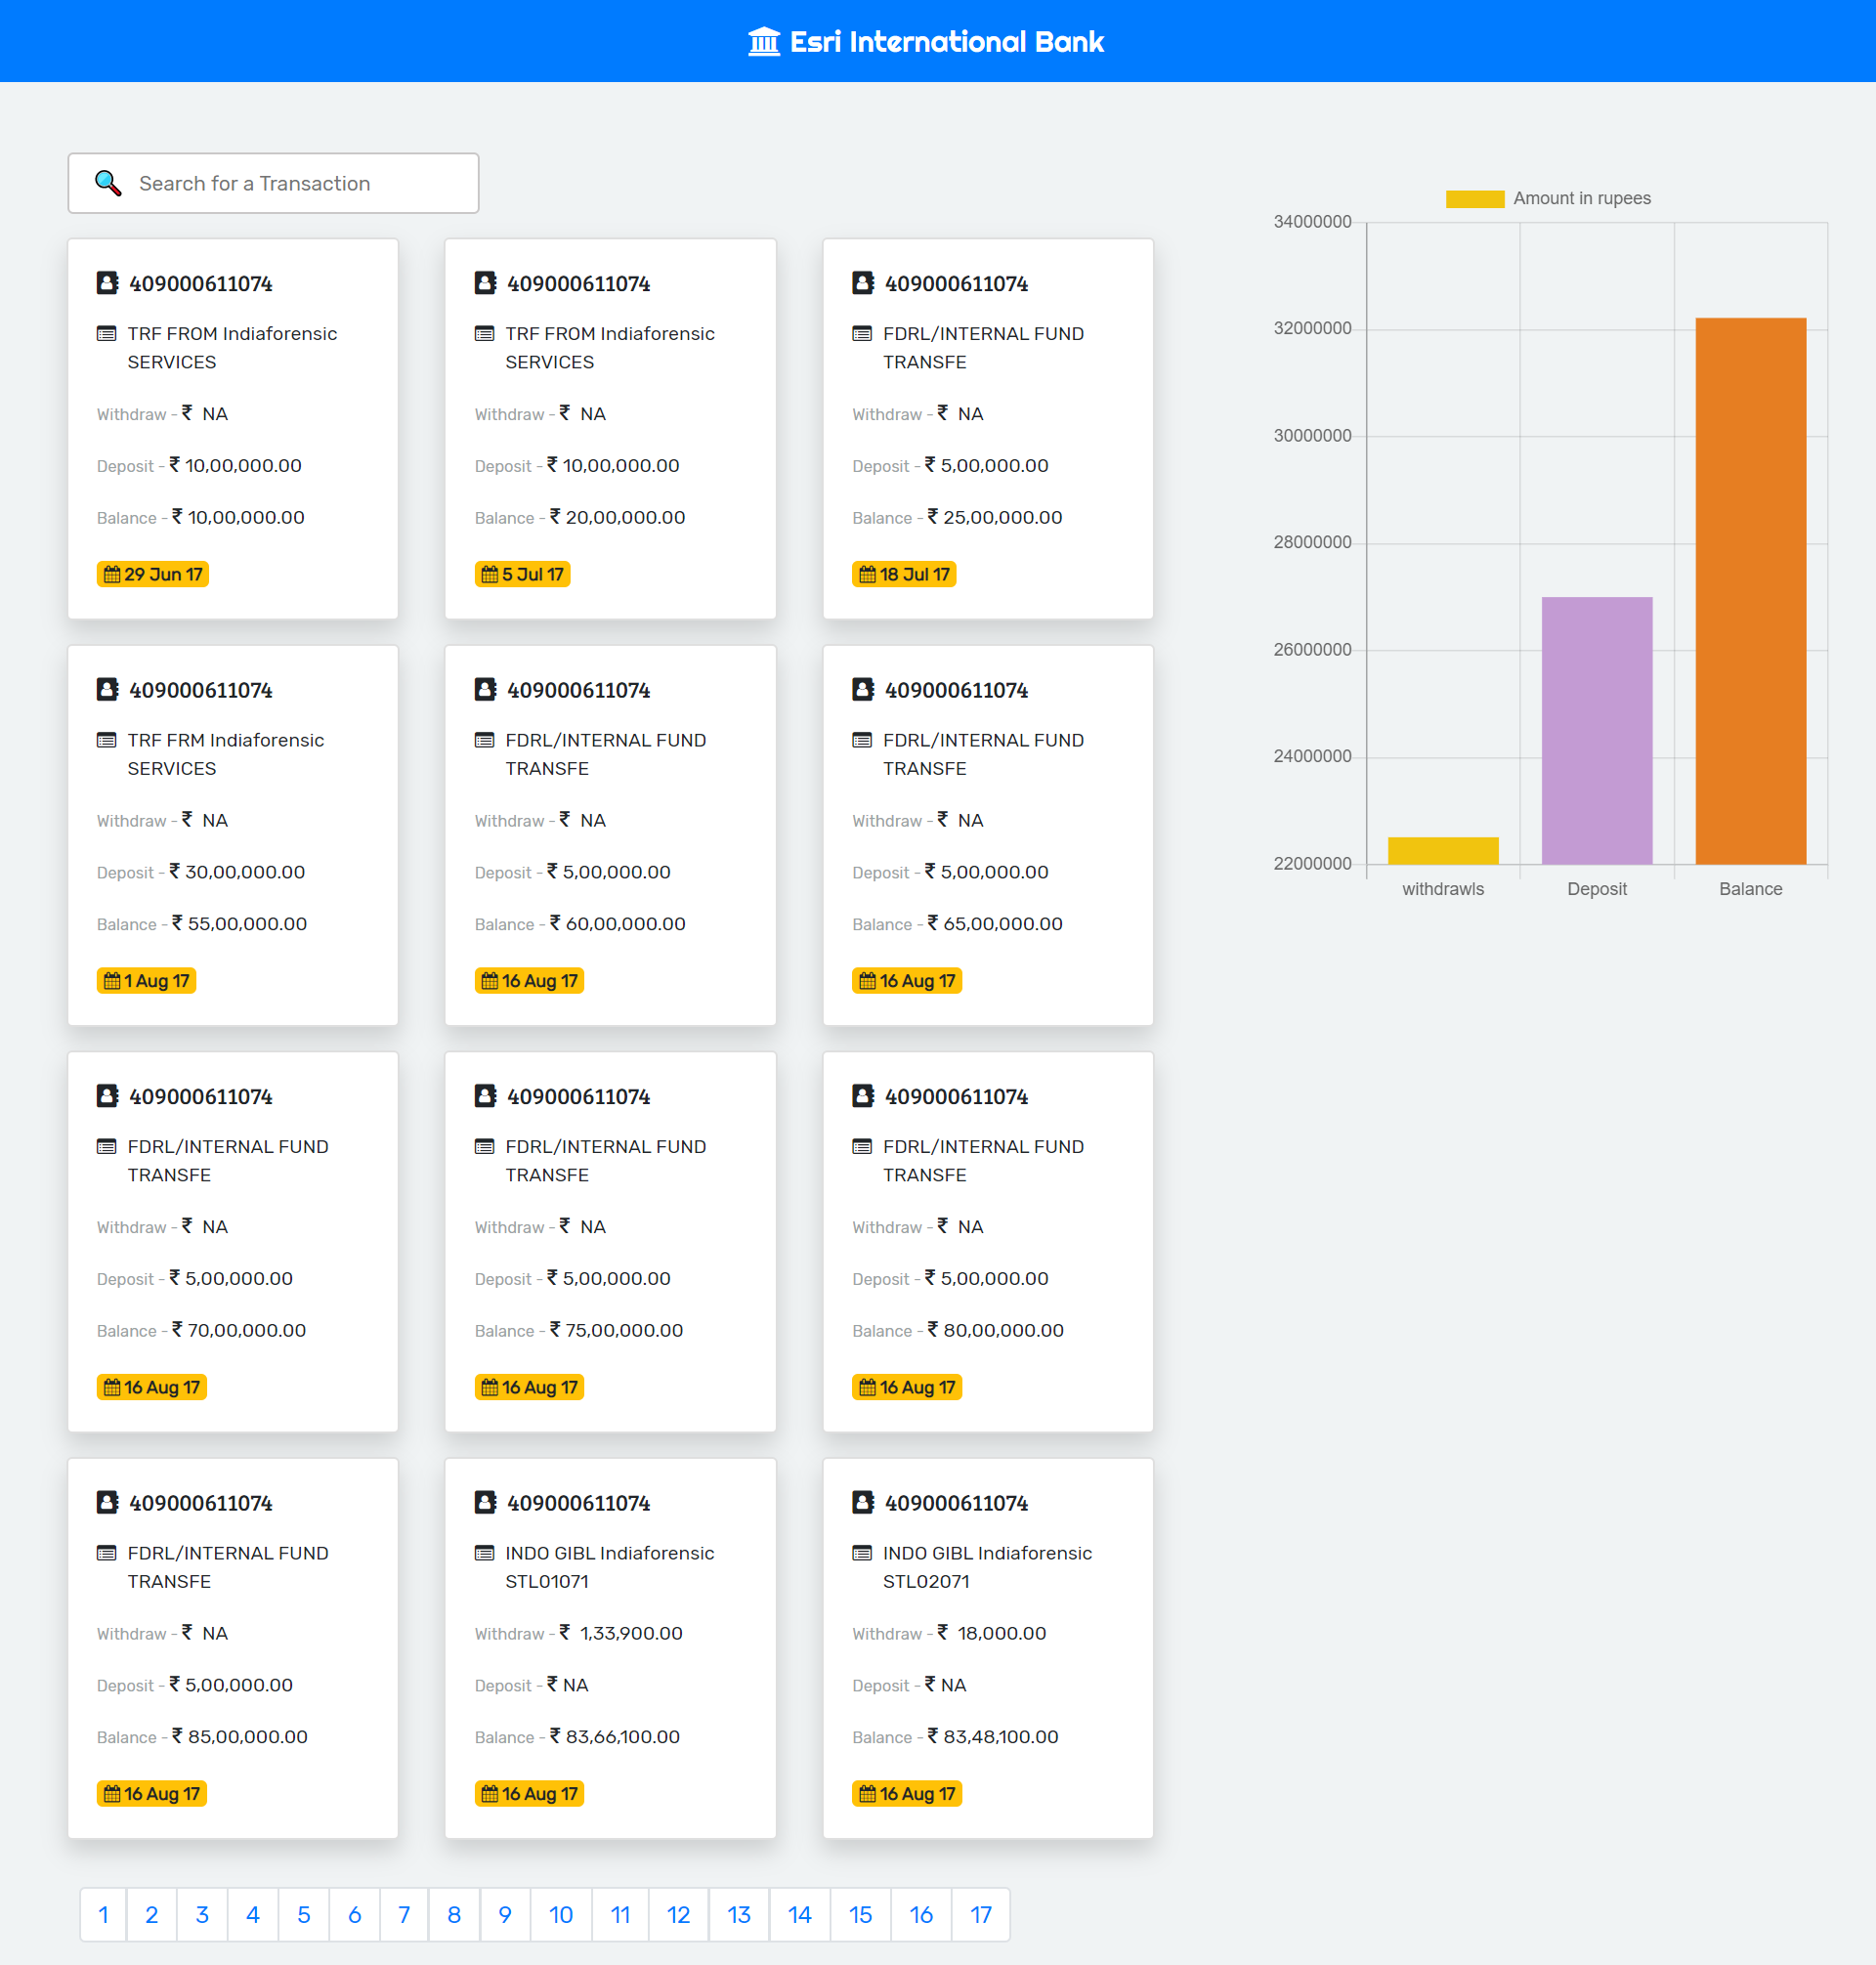 Esri International Bank
Search for a Transaction
409000611074
TRF FROM Indiaforensic
SERVICES
Withdraw - ₹ NA
Deposit - ₹ 10,00,000.00
Balance - ₹ 10,00,000.00
29 Jun 17
409000611074
TRF FROM Indiaforensic
SERVICES
Withdraw - ₹ NA
Deposit - ₹ 10,00,000.00
Balance - ₹ 20,00,000.00
5 Jul 17
409000611074
FDRL/INTERNAL FUND
TRANSFE
Withdraw - ₹ NA
Deposit - ₹ 5,00,000.00
Balance - ₹ 25,00,000.00
18 Jul 17
409000611074
TRF FRM Indiaforensic
SERVICES
Withdraw - ₹ NA
Deposit - ₹ 30,00,000.00
Balance - ₹ 55,00,000.00
1 Aug 17
409000611074
FDRL/INTERNAL FUND
TRANSFE
Withdraw - ₹ NA
Deposit - ₹ 5,00,000.00
Balance - ₹ 60,00,000.00
16 Aug 17
409000611074
FDRL/INTERNAL FUND
TRANSFE
Withdraw - ₹ NA
Deposit - ₹ 5,00,000.00
Balance - ₹ 65,00,000.00
16 Aug 17
409000611074
FDRL/INTERNAL FUND
TRANSFE
Withdraw - ₹ NA
Deposit - ₹ 5,00,000.00
Balance - ₹ 70,00,000.00
16 Aug 17
409000611074
FDRL/INTERNAL FUND
TRANSFE
Withdraw - ₹ NA
Deposit - ₹ 5,00,000.00
Balance - ₹ 75,00,000.00
16 Aug 17
409000611074
FDRL/INTERNAL FUND
TRANSFE
Withdraw - ₹ NA
Deposit - ₹ 5,00,000.00
Balance - ₹ 80,00,000.00
16 Aug 17
409000611074
FDRL/INTERNAL FUND
TRANSFE
Withdraw - ₹ NA
Deposit - ₹ 5,00,000.00
Balance - ₹ 85,00,000.00
16 Aug 17
409000611074
INDO GIBL Indiaforensic
STL01071
Withdraw - ₹ 1,33,900.00
Deposit - ₹ NA
Balance - ₹ 83,66,100.00
16 Aug 17
409000611074
INDO GIBL Indiaforensic
STL02071
Withdraw - ₹ 18,000.00
Deposit - ₹ NA
Balance - ₹ 83,48,100.00
16 Aug 17
1 2 3 4 5 6 7 8 9 10 11 12 13 14 15 16 17
Amount in rupees
34000000
32000000
30000000
28000000
26000000
24000000
22000000
withdrawls Deposit Balance